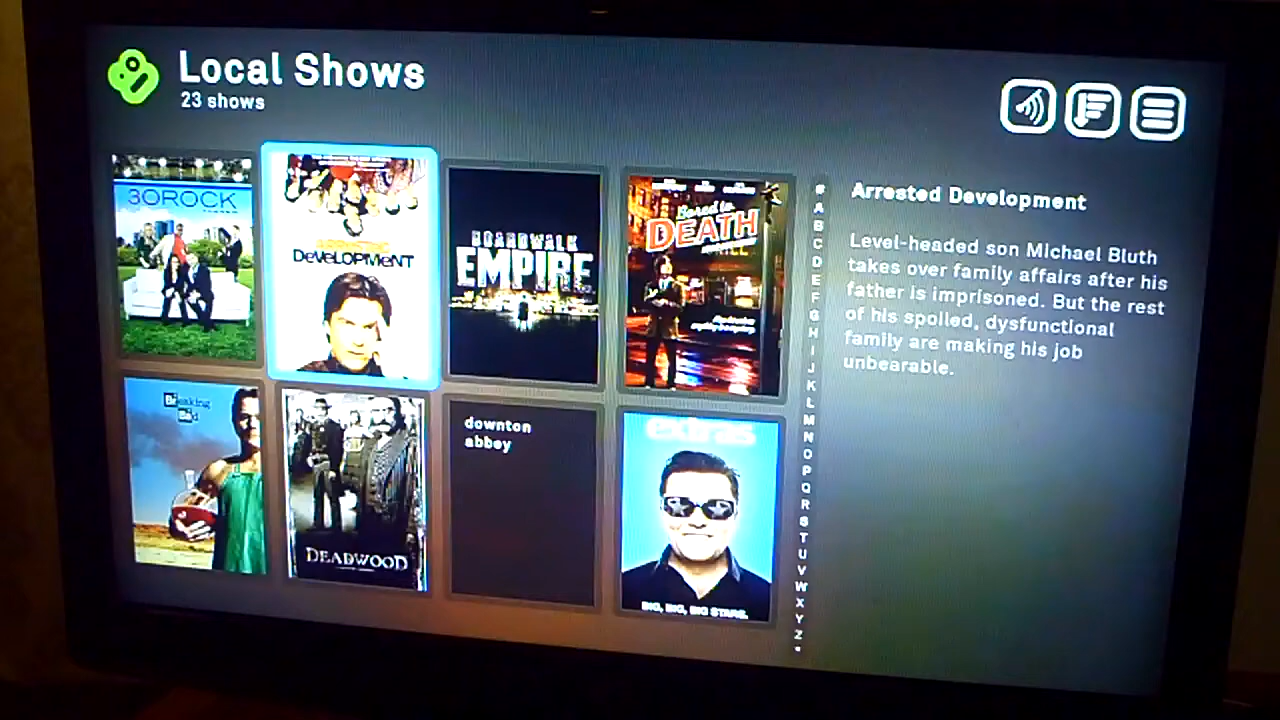 Local Shows
23 shows
30ROCK
ARRESTED
DeVeLOPMeNT
BOARDWALK
EMPIRE
Bored to
DEATH
Breaking
Bad
DEADWOOD
downton
abbey
extras
BIG, BIG, BIG STARS.
#
A
B
C
D
E
F
G
H
I
J
K
L
M
N
O
P
Q
R
S
T
U
V
W
X
Y
Z
Arrested Development
Level-headed son Michael Bluth
takes over family affairs after his
father is imprisoned. But the rest
of his spoiled, dysfunctional
family are making his job
unbearable.